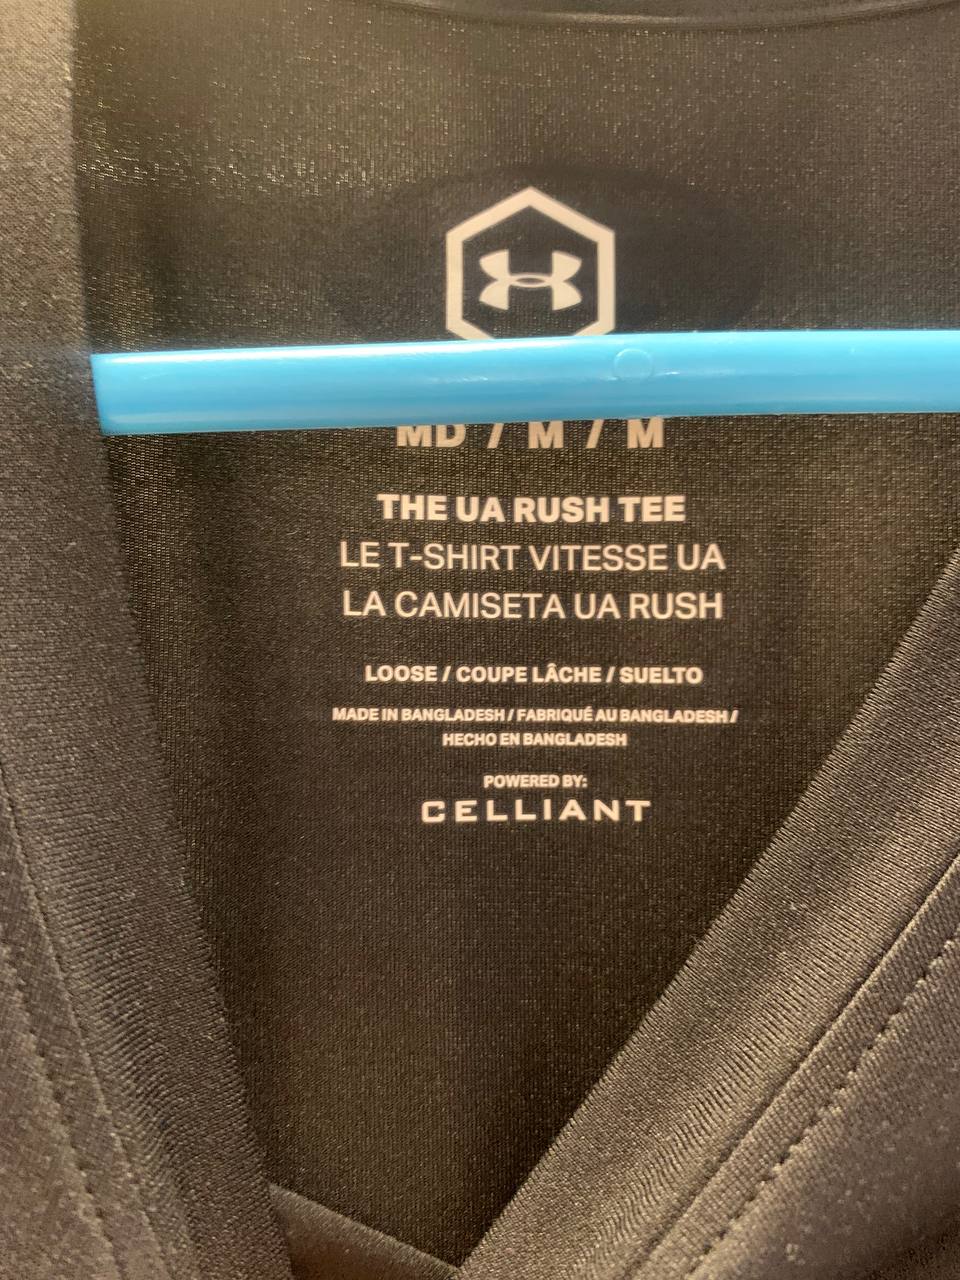 MD / M / M
THE UA RUSH TEE
LE T-SHIRT VITESSE UA
LA CAMISETA UA RUSH
LOOSE / COUPE LÂCHE / SUELTO
MADE IN BANGLADESH / FABRIQUÉ AU BANGLADESH /
HECHO EN BANGLADESH
POWERED BY:
CELLIANT